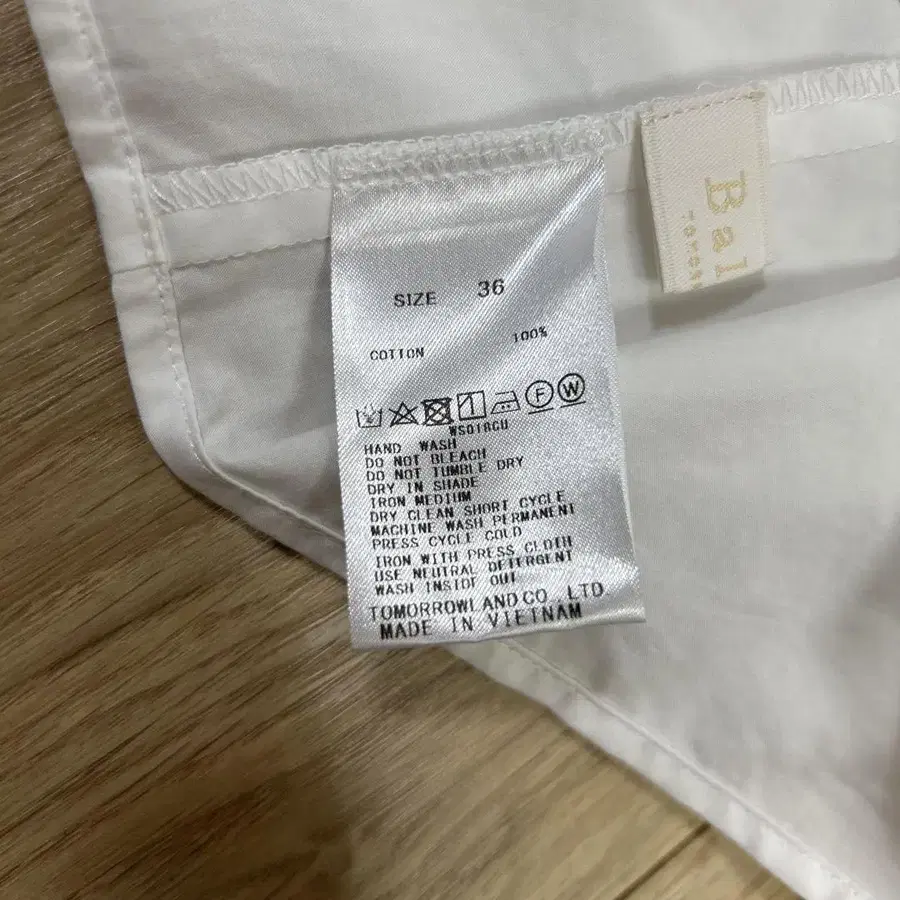 SIZE 36
COTTON 100%
F W
WS018GU
HAND WASH
DO NOT BLEACH
DO NOT TUMBLE DRY
DRY IN SHADE
IRON MEDIUM
DRY CLEAN SHORT CYCLE
MACHINE WASH PERMANENT
PRESS CYCLE COLD
IRON WITH PRESS CLOTH
USE NEUTRAL DETERGENT
WASH INSIDE OUT
TOMORROWLAND CO, LTD
MADE IN VIETNAM
Bal